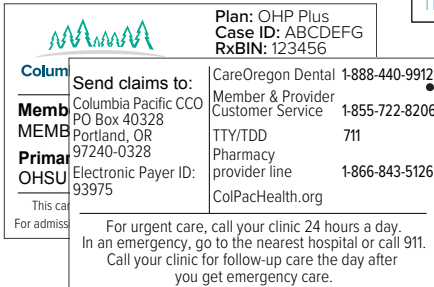 Plan: OHP Plus
Case ID: ABCDEFG
RxBIN: 123456
Colum
Memb
MEMB
Primar
OHSU
This car
For admiss
Send claims to:
Columbia Pacific CCO
PO Box 40328
Portland, OR
97240-0328
Electronic Payer ID:
93975
CareOregon Dental 1-888-440-9912
Member & Provider
Customer Service 1-855-722-8206
TTY/TDD 711
Pharmacy
provider line 1-866-843-5126
ColPacHealth.org
For urgent care, call your clinic 24 hours a day.
In an emergency, go to the nearest hospital or call 911.
Call your clinic for follow-up care the day after
you get emergency care.